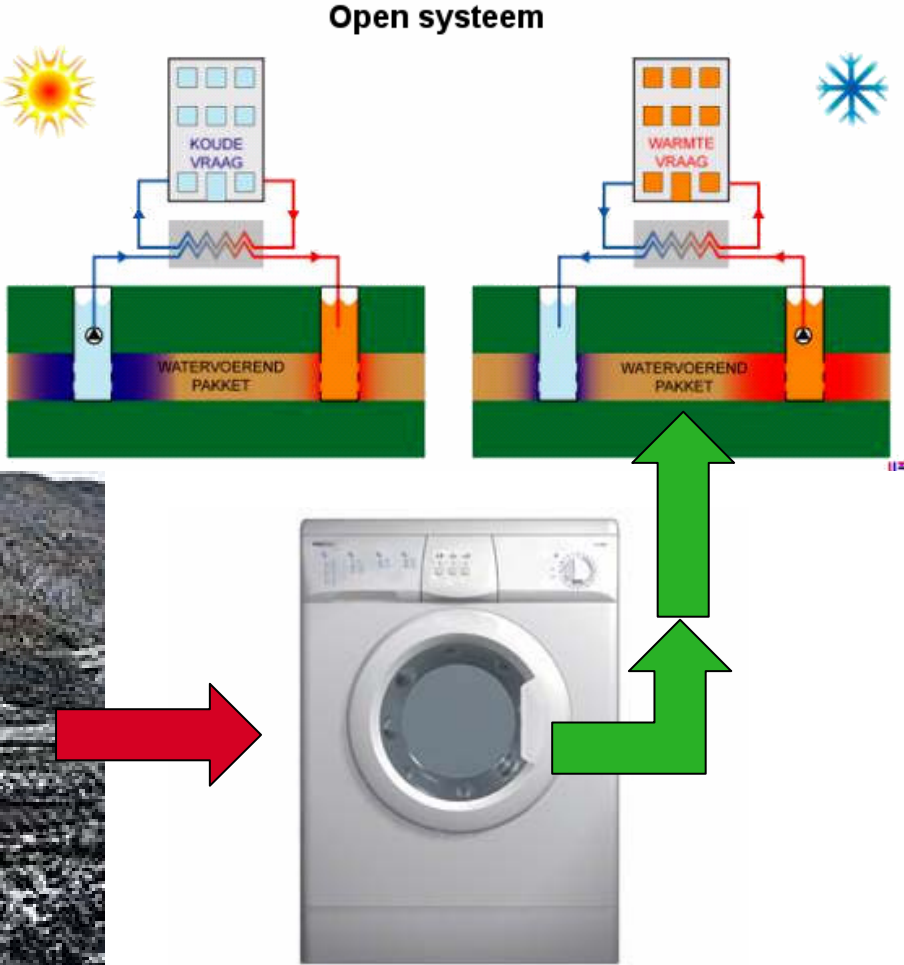 Open systeem
KOUDE
VRAAG
WARMTE
VRAAG
WATERVOEREND
PAKKET
WATERVOEREND
PAKKET